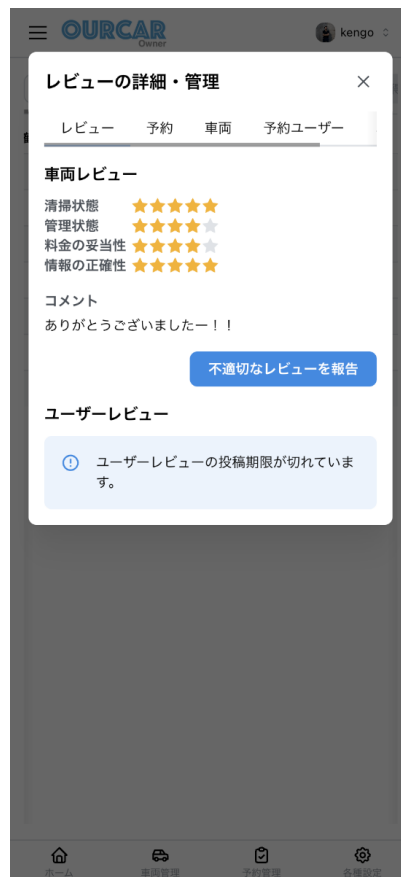 OURCAR
Owner
kengo
レビューの詳細・管理
レビュー 予約 車両 予約ユーザー
車両レビュー
清掃状態
管理状態
料金の妥当性
情報の正確性
コメント
ありがとうございましたー！！
不適切なレビューを報告
ユーザーレビュー
ユーザーレビューの投稿期限が切れていま
す。
ホーム 車両管理 予約管理 各種設定